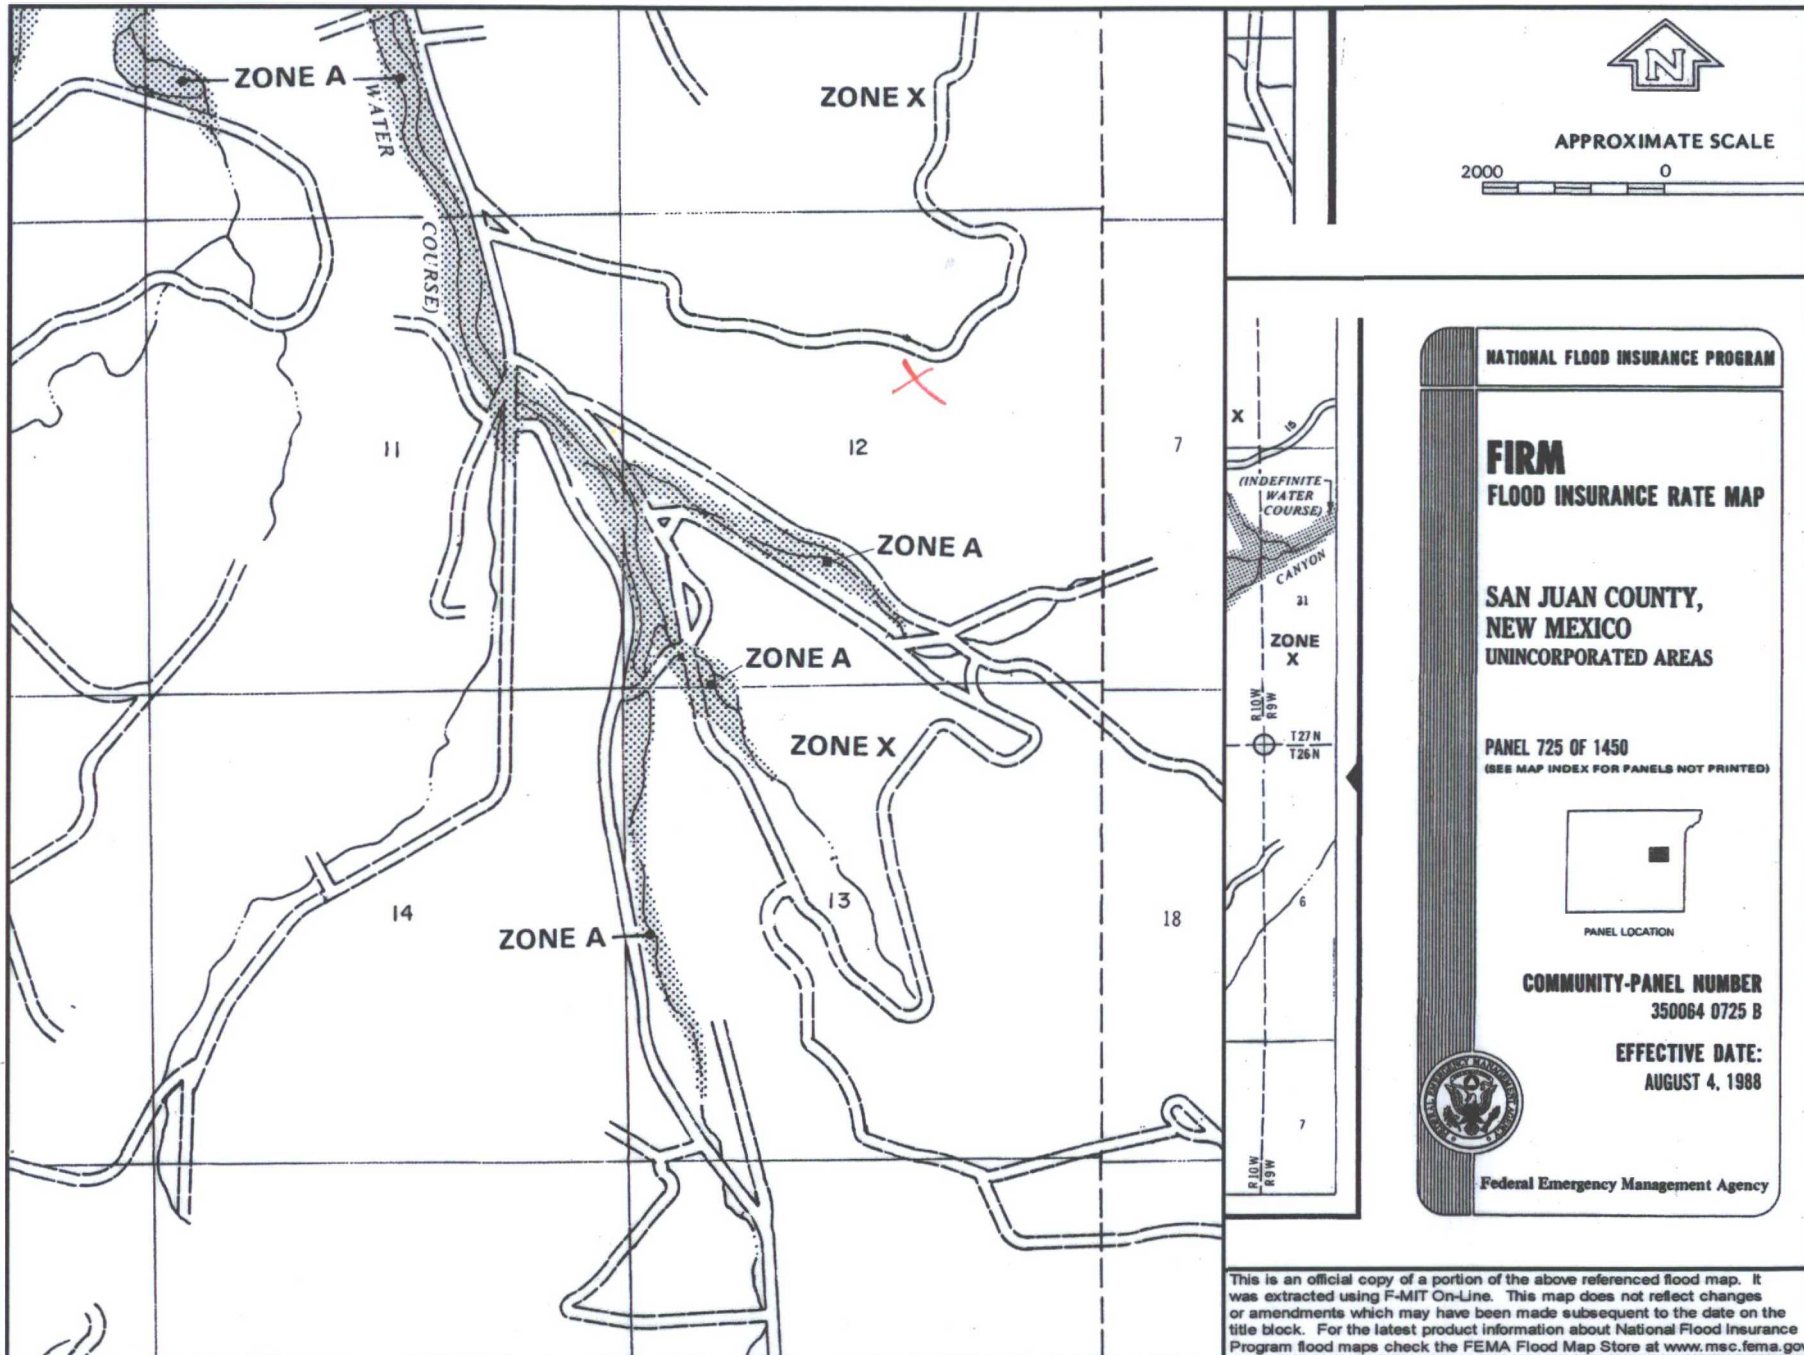 ZONE A
WATER
COURSE)
ZONE X
11
12
7
ZONE A
ZONE A
ZONE X
14
13
18
ZONE A
N
APPROXIMATE SCALE
2000 0
X
15
(INDEFINITE
WATER
COURSE)
CANYON
31
ZONE
X
R10W
R9W
T27N
T26N
6
7
R10W
R9W
NATIONAL FLOOD INSURANCE PROGRAM
FIRM
FLOOD INSURANCE RATE MAP
SAN JUAN COUNTY,
NEW MEXICO
UNINCORPORATED AREAS
PANEL 725 OF 1450
(SEE MAP INDEX FOR PANELS NOT PRINTED)
PANEL LOCATION
COMMUNITY-PANEL NUMBER
350064 0725 B
EFFECTIVE DATE:
AUGUST 4, 1988
FEDERAL EMERGENCY MANAGEMENT AGENCY
Federal Emergency Management Agency
This is an official copy of a portion of the above referenced flood map. It
was extracted using F-MIT On-Line. This map does not reflect changes
or amendments which may have been made subsequent to the date on the
title block. For the latest product information about National Flood Insurance
Program flood maps check the FEMA Flood Map Store at www.msc.fema.gov